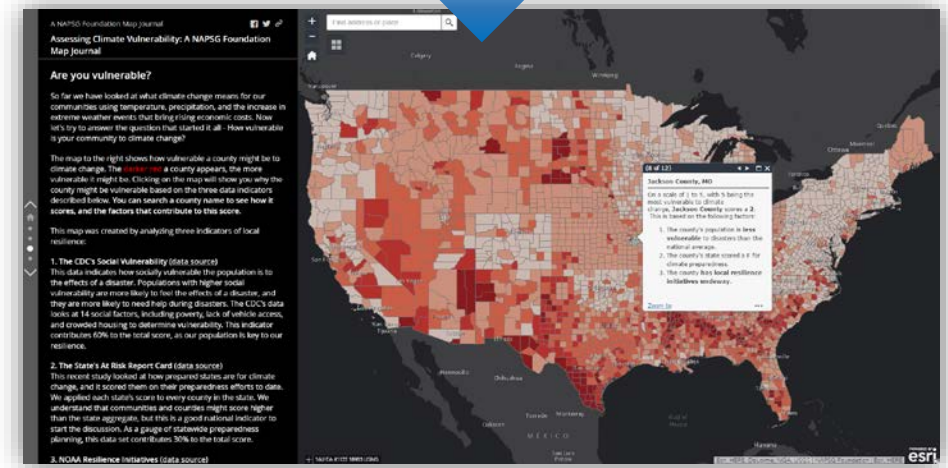 A NAPSG Foundation Map Journal
Assessing Climate Vulnerability: A NAPSG Foundation
Map Journal
Are you vulnerable?
So far we have looked at what climate change means for our
communities using temperature, precipitation, and the increase in
extreme weather events that bring rising economic costs. Now
let's try to answer the question that started it all - How vulnerable
is your community to climate change?
The map to the right shows how vulnerable a county might be to
climate change. The darker red a county appears, the more
vulnerable it might be. Clicking on the map will show you why the
county might be vulnerable based on the three data indicators
described below. You can search a county name to see how it
scores, and the factors that contribute to this score.
This map was created by analyzing three indicators of local
resilience:
1. The CDC's Social Vulnerability (data source)
This data indicates how socially vulnerable the population is to
the effects of a disaster. Populations with higher social
vulnerability are more likely to feel the effects of a disaster, and
they are more likely to need help during disasters. The CDC's data
looks at 14 social factors, including poverty, lack of vehicle access,
and crowded housing to determine vulnerability. This indicator
contributes 60% to the total score, as our population is key to our
resilience.
2. The State's At Risk Report Card (data source)
This recent study looked at how prepared states are for climate
change, and it scored them on their preparedness efforts to date.
We applied each state's score to every county in the state. We
understand that communities and counties might score higher
than the state aggregate, but this is a good national indicator to
start the discussion. As a gauge of statewide preparedness
planning, this data set contributes 30% to the total score.
3. NOAA Resilience Initiatives (data source)
Find address or place
Calgary
Regina
Winnipeg
Québec
Ottawa
Montréal
Toronto
(8 of 12)
Jackson County, MO
On a scale of 1 to 5, with 5 being the
most vulnerable to climate
change, Jackson County scores a 2.
This is based on the following factors:
1. The county's population is less
vulnerable to disasters than the
national average.
2. The county's state scored a F for
climate preparedness.
3. The county has local resilience
initiatives underway.
Zoom to
Chihuahua
Monterrey
MÉXICO
Havana
esri